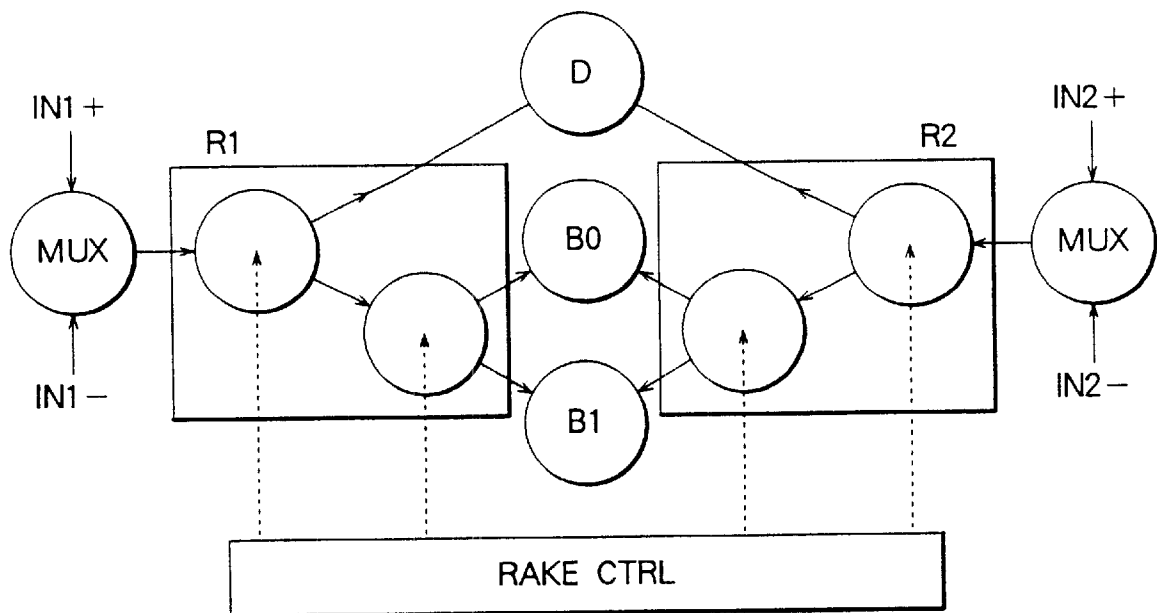 D
IN1+
IN2+
R1
R2
MUX
B0
MUX
IN1-
IN2-
B1
RAKE CTRL